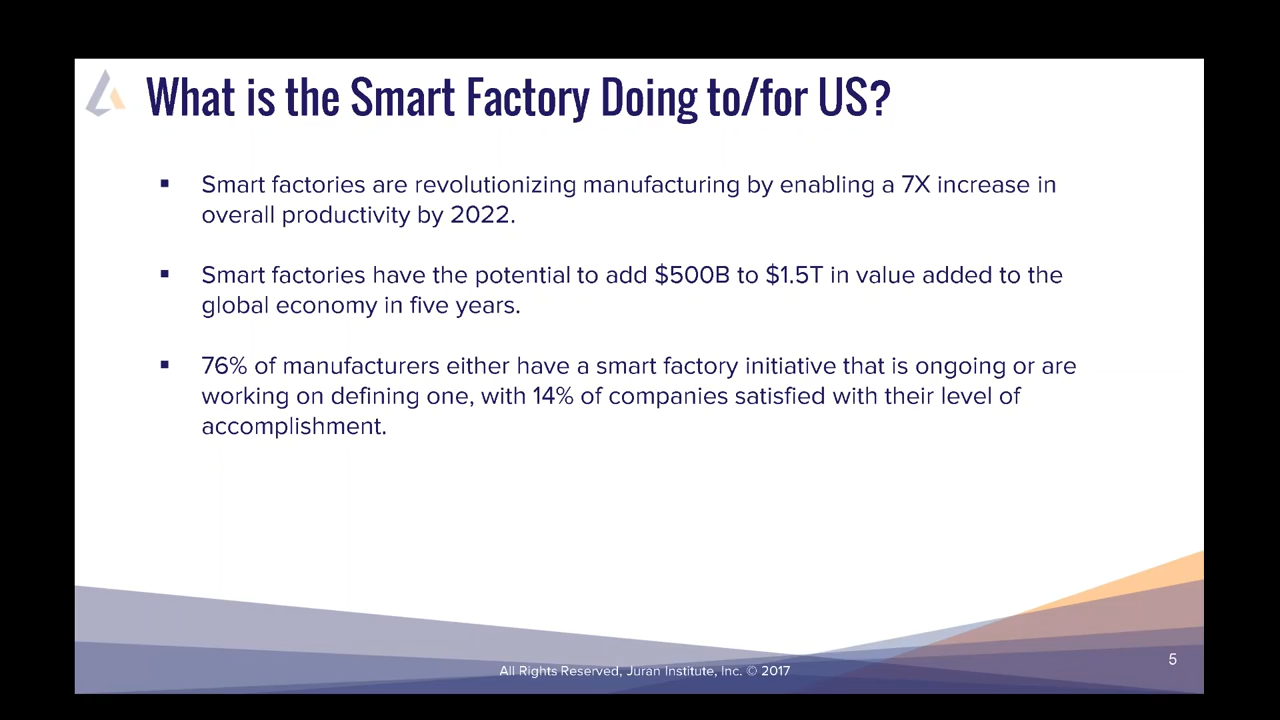 What is the Smart Factory Doing to/for US?
▪ Smart factories are revolutionizing manufacturing by enabling a 7X increase in
overall productivity by 2022.
▪ Smart factories have the potential to add $500B to $1.5T in value added to the
global economy in five years.
▪ 76% of manufacturers either have a smart factory initiative that is ongoing or are
working on defining one, with 14% of companies satisfied with their level of
accomplishment.
5
All Rights Reserved, Juran Institute, Inc. © 2017